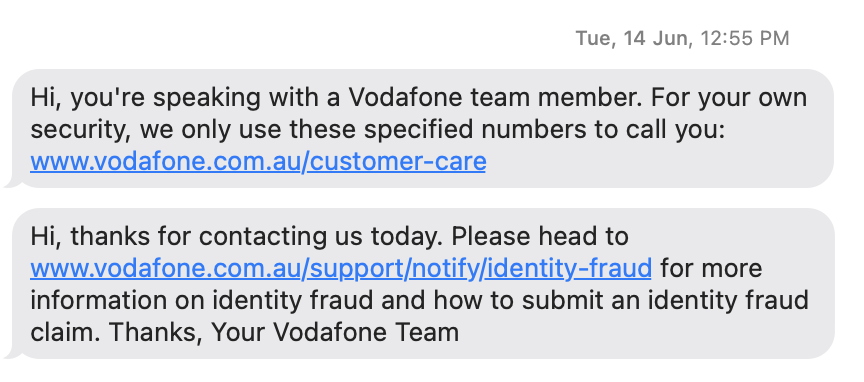 Tue, 14 Jun, 12:55 PM
Hi, you're speaking with a Vodafone team member. For your own
security, we only use these specified numbers to call you:
www.vodafone.com.au/customer-care
Hi, thanks for contacting us today. Please head to
www.vodafone.com.au/support/notify/identity-fraud for more
information on identity fraud and how to submit an identity fraud
claim. Thanks, Your Vodafone Team